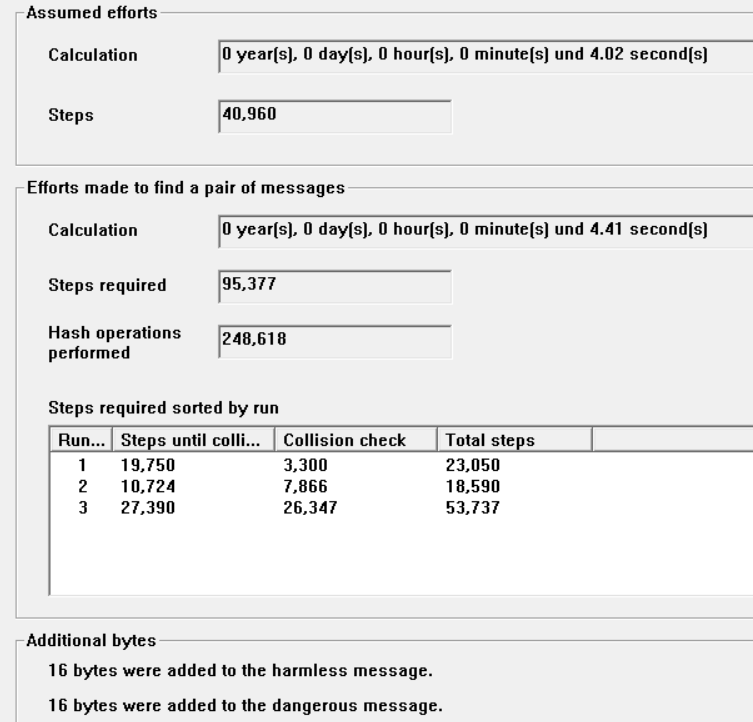 Assumed efforts
Calculation 0 year(s), 0 day(s), 0 hour(s), 0 minute(s) und 4.02 second(s)
Steps 40,960
Efforts made to find a pair of messages
Calculation 0 year(s), 0 day(s), 0 hour(s), 0 minute(s) und 4.41 second(s)
Steps required 95,377
Hash operations
performed 248,618
Steps required sorted by run
Run... Steps until colli... Collision check Total steps
1 19,750 3,300 23,050
2 10,724 7,866 18,590
3 27,390 26,347 53,737
Additional bytes
16 bytes were added to the harmless message.
16 bytes were added to the dangerous message.